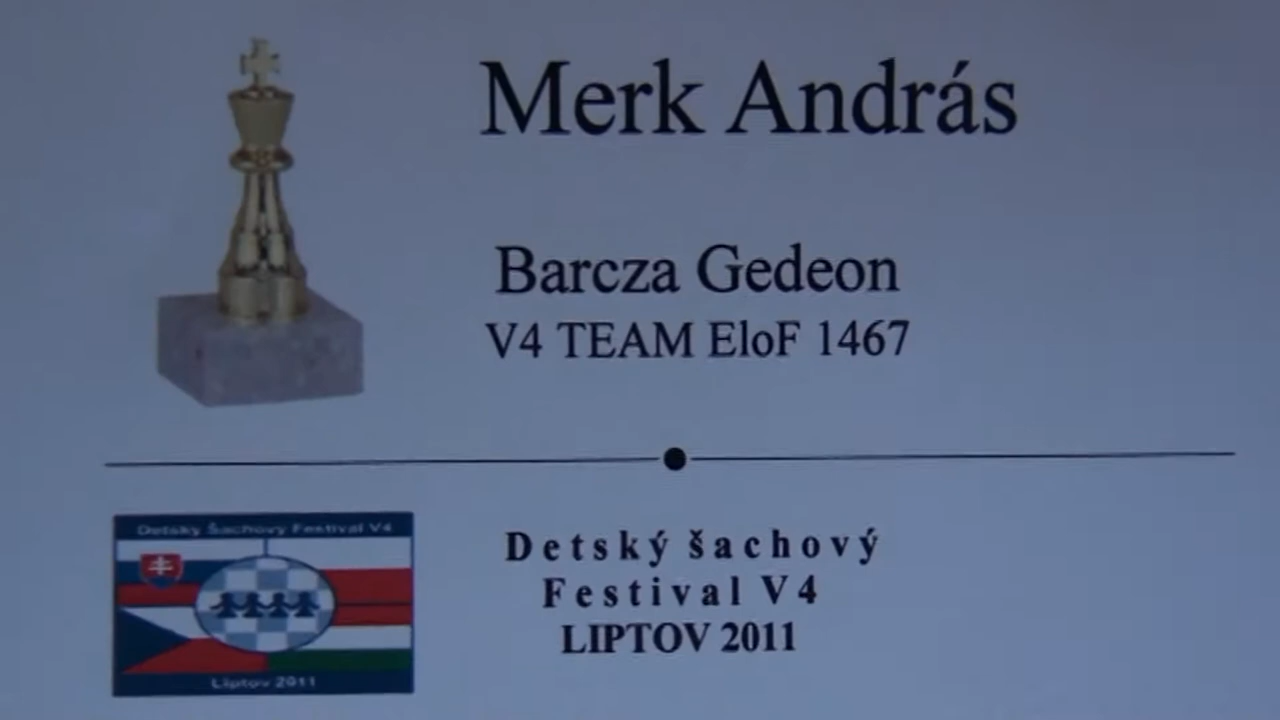 Merk András
Barcza Gedeon
V4 TEAM EloF 1467
Detský Šachový Festival V4
Liptov 2011
Detský šachový
Festival V4
LIPTOV 2011